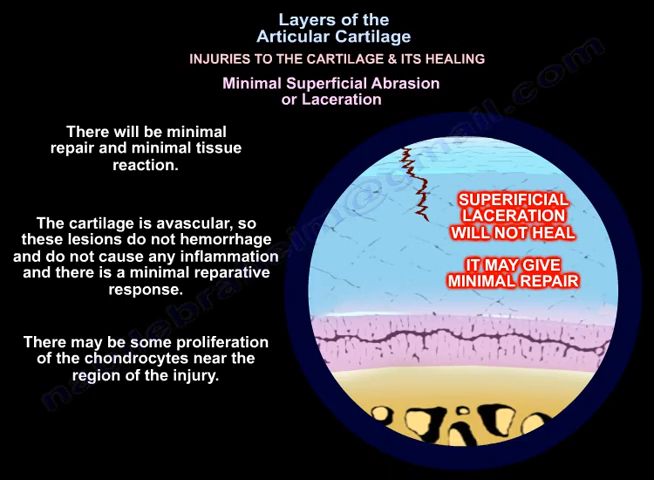 Layers of the
Articular Cartilage
INJURIES TO THE CARTILAGE & ITS HEALING
Minimal Superficial Abrasion
or Laceration
There will be minimal
repair and minimal tissue
reaction.
The cartilage is avascular, so
these lesions do not hemorrhage
and do not cause any inflammation
and there is a minimal reparative
response.
There may be some proliferation
of the chondrocytes near the
region of the injury.
SUPERIFICIAL
LACERATION
WILL NOT HEAL
IT MAY GIVE
MINIMAL REPAIR